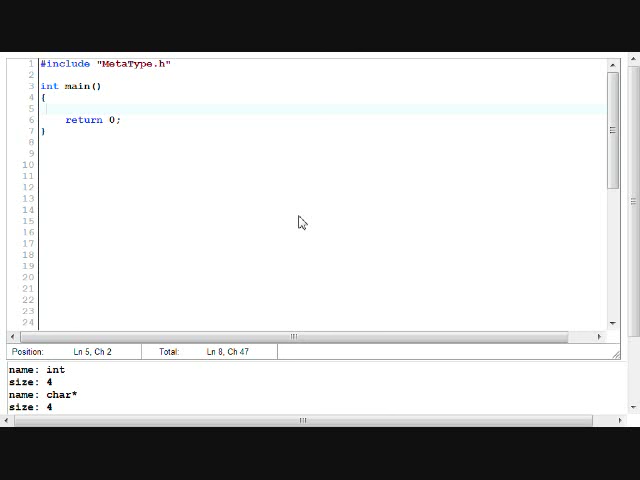 1 #include "MetaType.h"
2
3 int main()
4 {
5
6 return 0;
7 }
8
9
10
11
12
13
14
15
16
17
18
19
20
21
22
23
24
Position: Ln 5, Ch 2 Total: Ln 8, Ch 47
name: int
size: 4
name: char*
size: 4